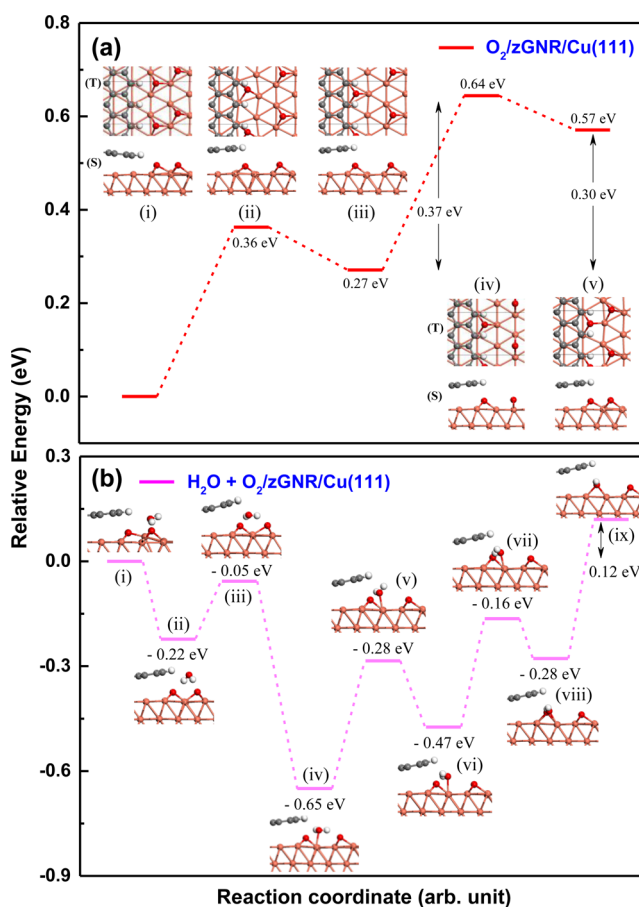 0.8
(a)
O2/zGNR/Cu(111)
(T)
0.64 eV
0.6
0.57 eV
(S)
(i)
(ii)
(iii)
0.37 eV
0.30 eV
0.4
0.36 eV
0.27 eV
(iv)
(v)
0.2
(T)
(S)
0.0
Relative Energy (eV)
0.3
(b)
H2O + O2/zGNR/Cu(111)
0.0
(i)
- 0.05 eV
(iii)
(vii)
(ix)
0.12 eV
(ii)
(v)
- 0.16 eV
- 0.22 eV
- 0.28 eV
- 0.28 eV
-0.3
(viii)
- 0.47 eV
(vi)
-0.6
(iv)
- 0.65 eV
-0.9
Reaction coordinate (arb. unit)